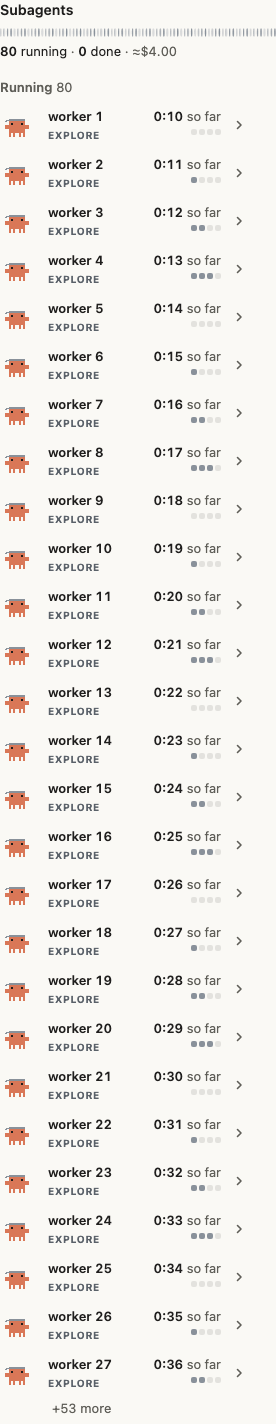 Subagents
80 running · 0 done · ≈$4.00
Running 80
worker 1 0:10 so far
EXPLORE
worker 2 0:11 so far
EXPLORE
worker 3 0:12 so far
EXPLORE
worker 4 0:13 so far
EXPLORE
worker 5 0:14 so far
EXPLORE
worker 6 0:15 so far
EXPLORE
worker 7 0:16 so far
EXPLORE
worker 8 0:17 so far
EXPLORE
worker 9 0:18 so far
EXPLORE
worker 10 0:19 so far
EXPLORE
worker 11 0:20 so far
EXPLORE
worker 12 0:21 so far
EXPLORE
worker 13 0:22 so far
EXPLORE
worker 14 0:23 so far
EXPLORE
worker 15 0:24 so far
EXPLORE
worker 16 0:25 so far
EXPLORE
worker 17 0:26 so far
EXPLORE
worker 18 0:27 so far
EXPLORE
worker 19 0:28 so far
EXPLORE
worker 20 0:29 so far
EXPLORE
worker 21 0:30 so far
EXPLORE
worker 22 0:31 so far
EXPLORE
worker 23 0:32 so far
EXPLORE
worker 24 0:33 so far
EXPLORE
worker 25 0:34 so far
EXPLORE
worker 26 0:35 so far
EXPLORE
worker 27 0:36 so far
EXPLORE
+53 more